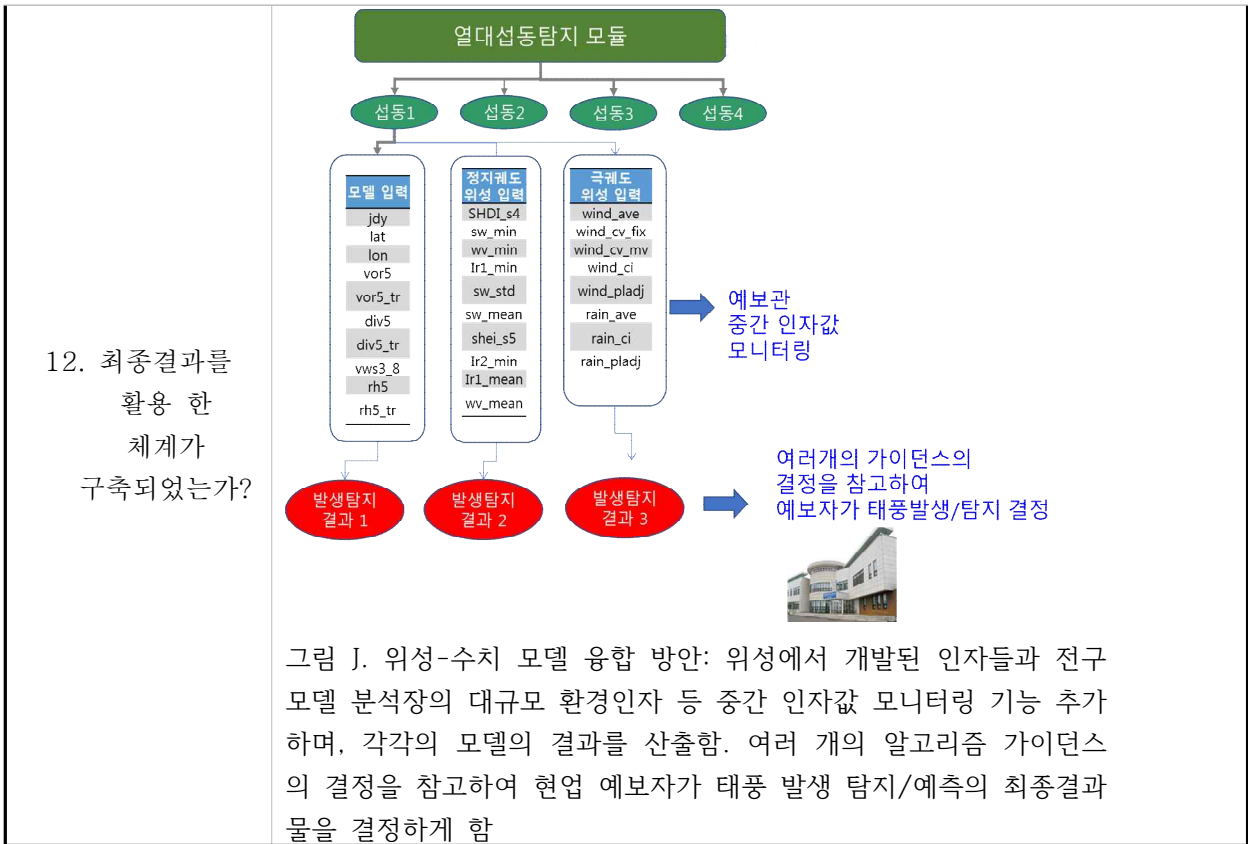 열대섭동탐지 모듈
섭동1
섭동2
섭동3
섭동4
모델 입력
jdy
lat
lon
vor5
vor5_tr
div5
div5_tr
vws3_8
rh5
rh5_tr
정지궤도
위성 입력
SHDI_s4
sw_min
wv_min
Ir1_min
sw_std
sw_mean
shei_s5
Ir2_min
Ir1_mean
wv_mean
극궤도
위성 입력
wind_ave
wind_cv_fix
wind_cv_mv
wind_ci
wind_pladj
rain_ave
rain_ci
rain_pladj
예보관
중간 인자값
모니터링
발생탐지
결과 1
발생탐지
결과 2
발생탐지
결과 3
여러개의 가이던스의
결정을 참고하여
예보자가 태풍발생/탐지 결정
12. 최종결과를
활용 한
체계가
구축되었는가?
그림 J. 위성-수치 모델 융합 방안: 위성에서 개발된 인자들과 전구
모델 분석장의 대규모 환경인자 등 중간 인자값 모니터링 기능 추가
하며, 각각의 모델의 결과를 산출함. 여러 개의 알고리즘 가이던스
의 결정을 참고하여 현업 예보자가 태풍 발생 탐지/예측의 최종결과
물을 결정하게 함